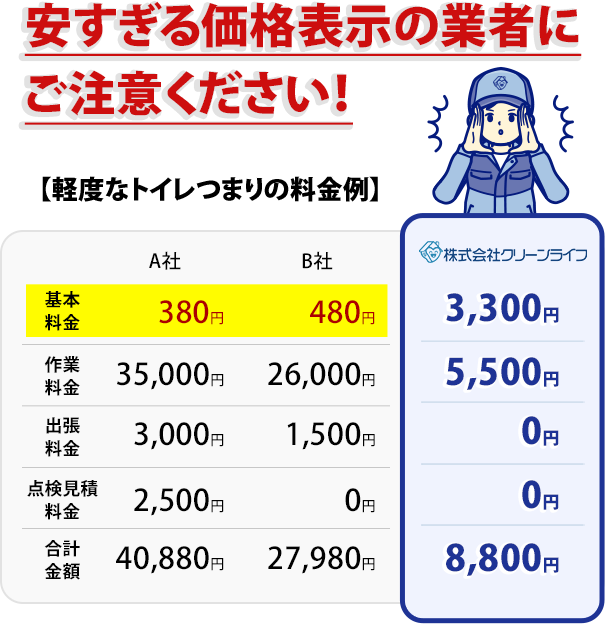 安すぎる価格表示の業者に
ご注意ください!
【軽度なトイレつまりの料金例】
A社 B社 株式会社クリーンライフ
基本料金 380円 480円 3,300円
作業料金 35,000円 26,000円 5,500円
出張料金 3,000円 1,500円 0円
点検見積料金 2,500円 0円 0円
合計金額 40,880円 27,980円 8,800円